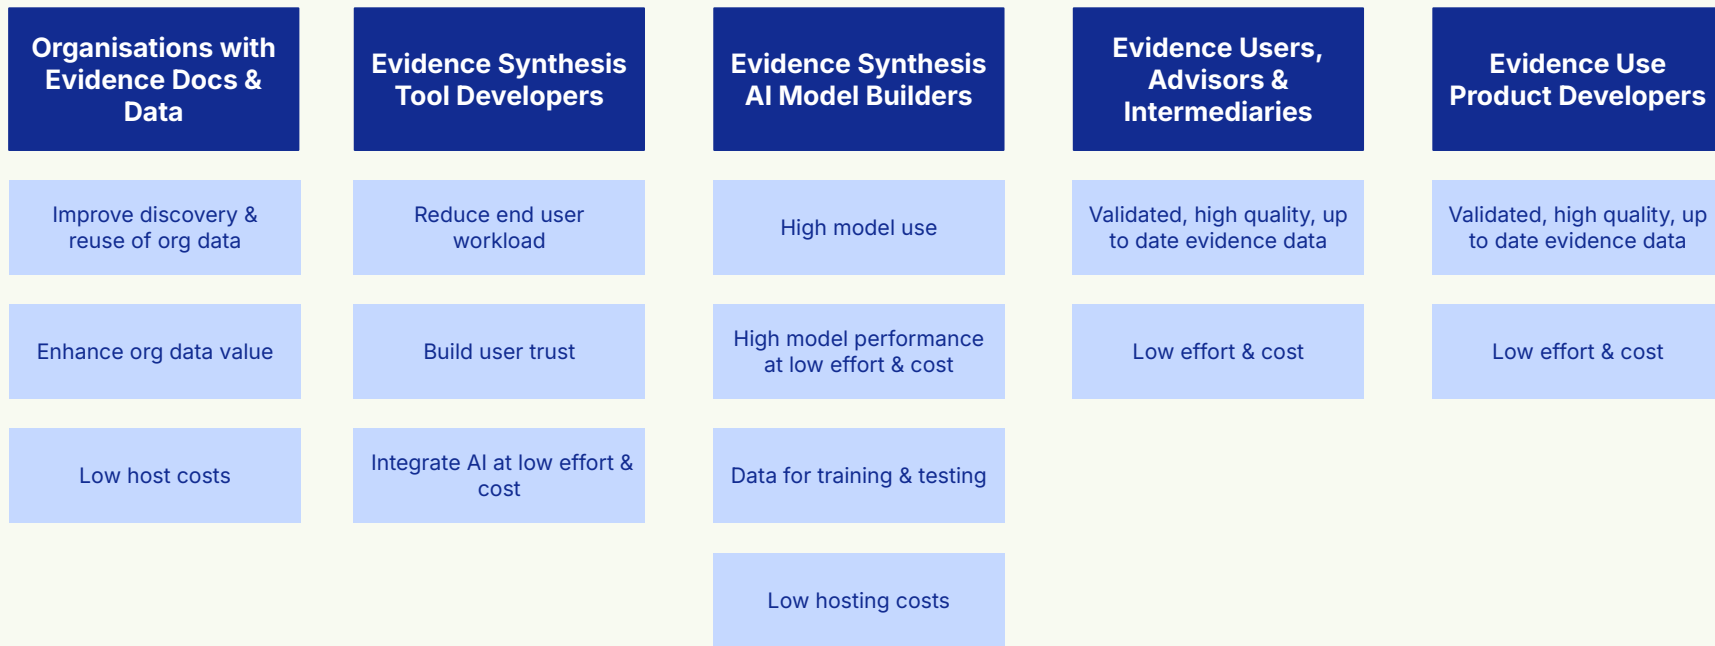 Organisations with
Evidence Docs &
Data
Improve discovery &
reuse of org data
Enhance org data value
Low host costs
Evidence Synthesis
Tool Developers
Reduce end user
workload
Build user trust
Integrate AI at low effort &
cost
Evidence Synthesis
AI Model Builders
High model use
High model performance
at low effort & cost
Data for training & testing
Low hosting costs
Evidence Users,
Advisors &
Intermediaries
Validated, high quality, up
to date evidence data
Low effort & cost
Evidence Use
Product Developers
Validated, high quality, up
to date evidence data
Low effort & cost